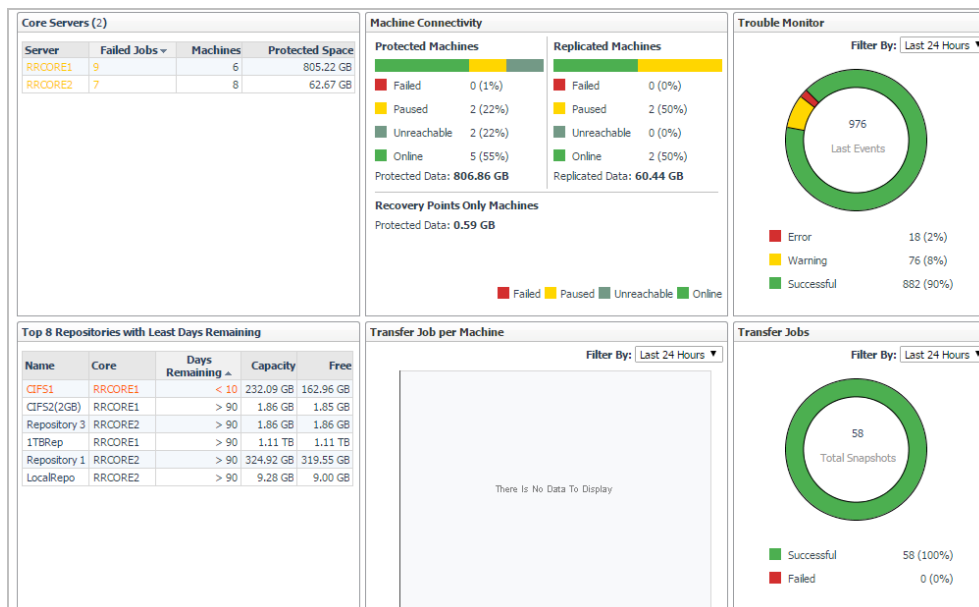 Core Servers (2)
Server Failed Jobs Machines Protected Space
RRCORE1 9 6 805.22 GB
RRCORE2 7 8 62.67 GB
Machine Connectivity
Protected Machines
Failed 0 (1%)
Paused 2 (22%)
Unreachable 2 (22%)
Online 5 (55%)
Protected Data: 806.86 GB
Replicated Machines
Failed 0 (0%)
Paused 2 (50%)
Unreachable 0 (0%)
Online 2 (50%)
Replicated Data: 60.44 GB
Recovery Points Only Machines
Protected Data: 0.59 GB
Failed Paused Unreachable Online
Trouble Monitor
Filter By: Last 24 Hours
976
Last Events
Error 18 (2%)
Warning 76 (8%)
Successful 882 (90%)
Top 8 Repositories with Least Days Remaining
Name Core Days Remaining Capacity Free
CIFS1 RRCORE1 < 10 232.09 GB 162.96 GB
CIFS2(2GB) RRCORE1 > 90 1.86 GB 1.85 GB
Repository 3 RRCORE2 > 90 1.86 GB 1.86 GB
1TBRep RRCORE1 > 90 1.11 TB 1.11 TB
Repository 1 RRCORE2 > 90 324.92 GB 319.55 GB
LocalRepo RRCORE2 > 90 9.28 GB 9.00 GB
Transfer Job per Machine
Filter By: Last 24 Hours
There Is No Data To Display
Transfer Jobs
Filter By: Last 24 Hours
58
Total Snapshots
Successful 58 (100%)
Failed 0 (0%)